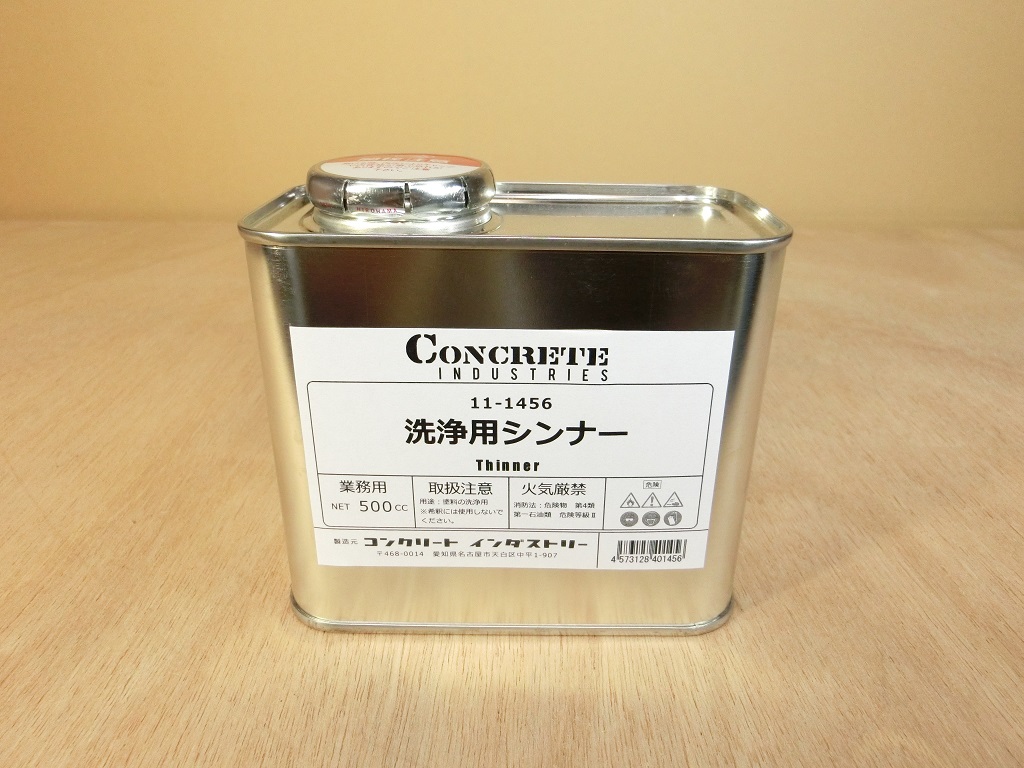 CONCRETE
INDUSTRIES
11-1456
洗浄用シンナー
Thinner
業務用
NET 500CC
取扱注意
用途：塗料の洗浄用
※希釈には使用しないで
ください。
火気厳禁
消防法：危険物 第4類
第一石油類 危険等級Ⅱ
危険
製造元 コンクリート インダストリー
〒468-0014 愛知県名古屋市天白区中平1-907
4 573128 401456